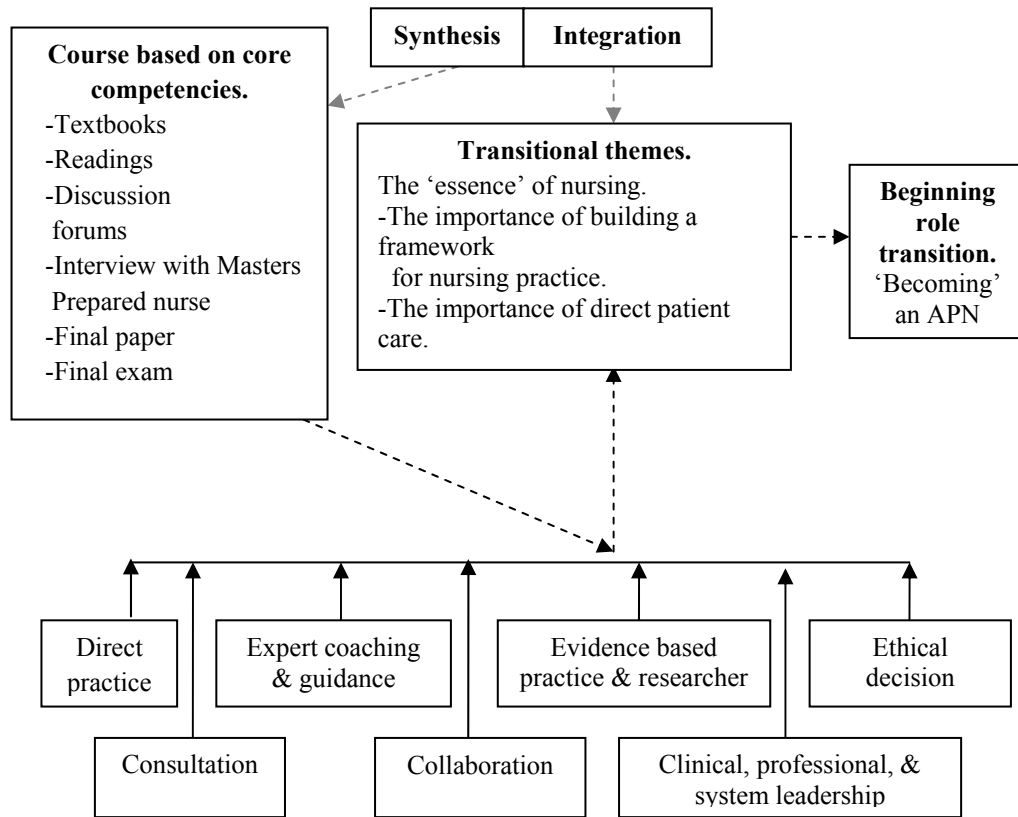 Synthesis
Integration
Course based on core
competencies.
-Textbooks
-Readings
-Discussion
forums
-Interview with Masters
Prepared nurse
-Final paper
-Final exam
Transitional themes.
The ‘essence’ of nursing.
-The importance of building a
framework
for nursing practice.
-The importance of direct patient
care.
Beginning
role
transition.
‘Becoming’
an APN
Direct
practice
Expert coaching
& guidance
Evidence based
practice & researcher
Ethical
decision
Consultation
Collaboration
Clinical, professional, &
system leadership